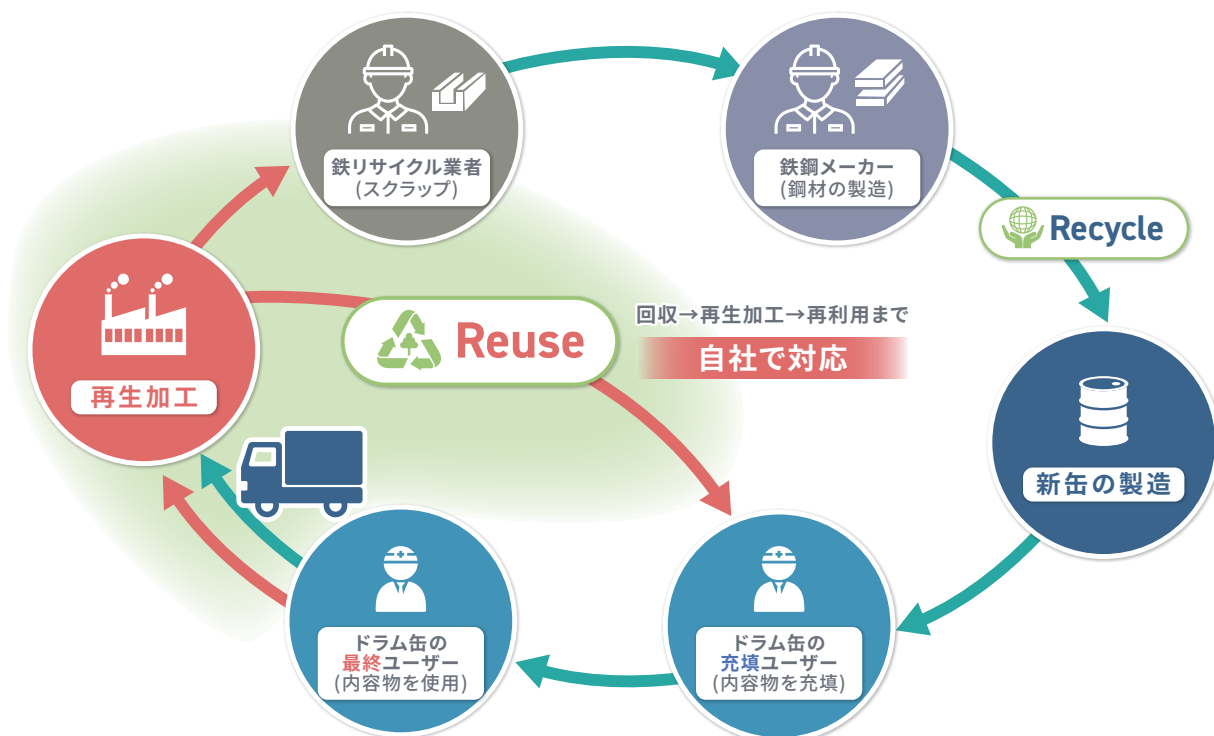 鉄リサイクル業者
(スクラップ)
鉄鋼メーカー
(鋼材の製造)
Recycle
回収→再生加工→再利用まで
自社で対応
Reuse
再生加工
新缶の製造
ドラム缶の
最終ユーザー
(内容物を使用)
ドラム缶の
充填ユーザー
(内容物を充填)